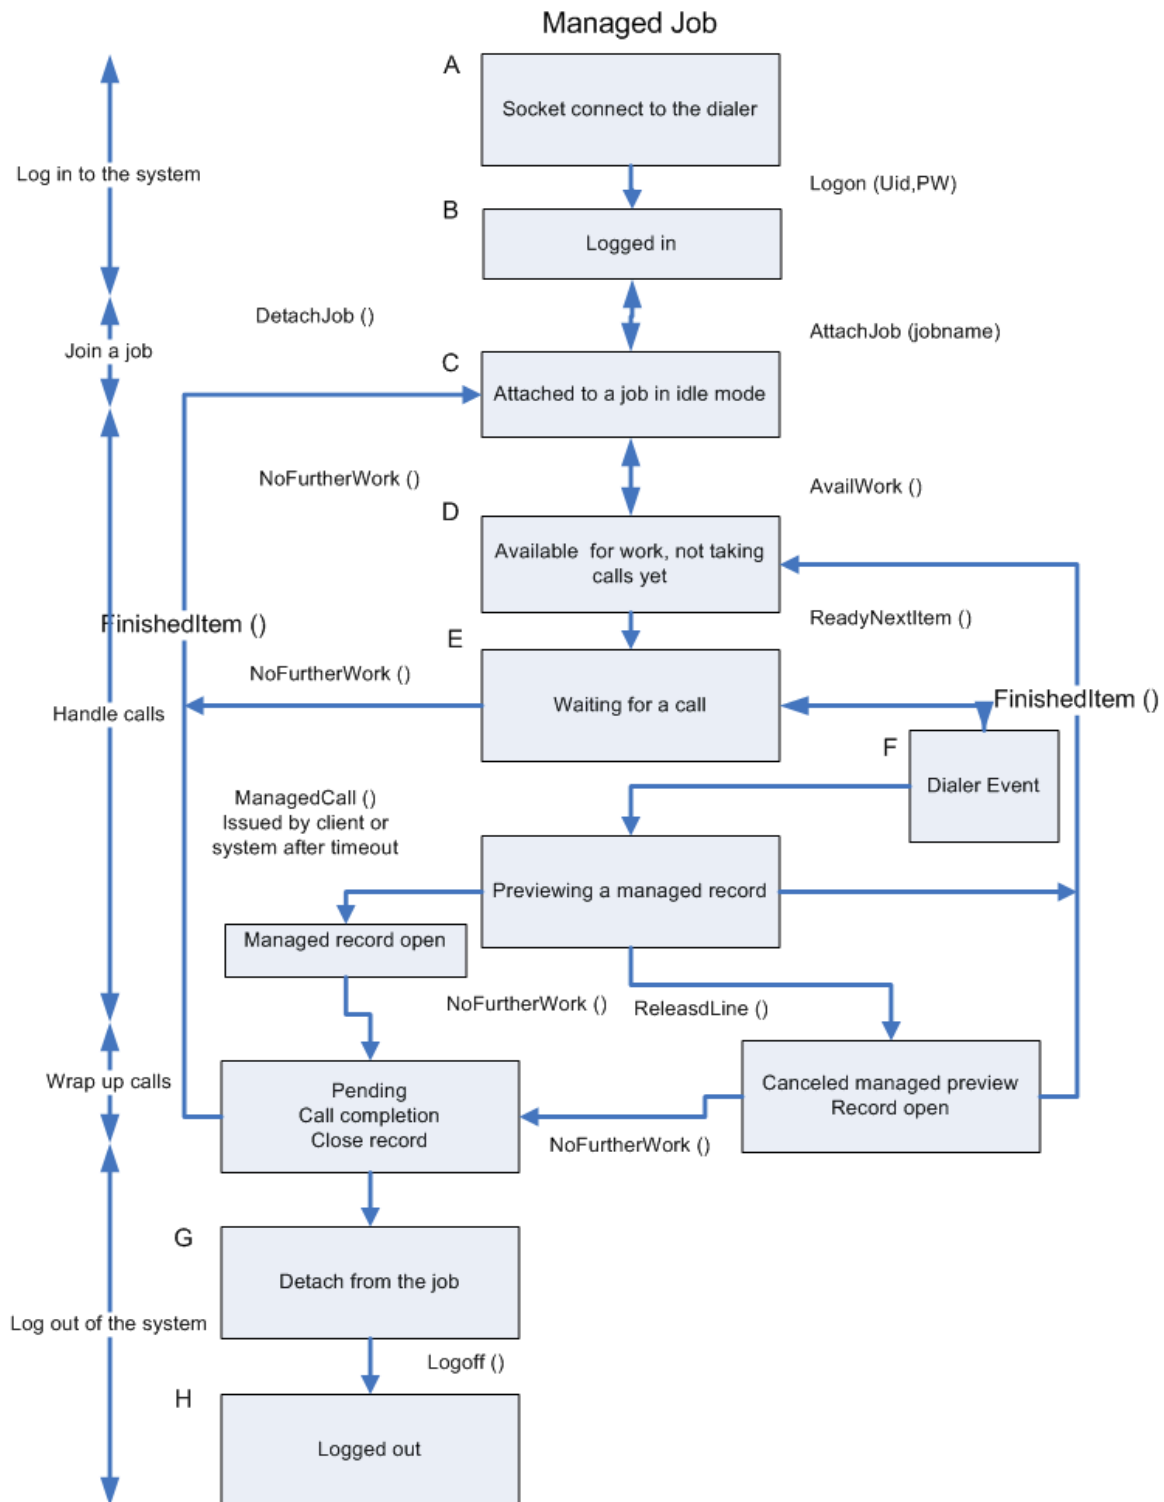 Managed Job
A
Socket connect to the dialer
Log in to the system
Logon (Uid,PW)
B
Logged in
DetachJob ()
AttachJob (jobname)
Join a job
C
Attached to a job in idle mode
NoFurtherWork ()
AvailWork ()
D
Available for work, not taking
calls yet
FinishedItem ()
ReadyNextItem ()
E
NoFurtherWork ()
Waiting for a call
FinishedItem ()
Handle calls
F
Dialer Event
ManagedCall ()
Issued by client or
system after timeout
Previewing a managed record
Managed record open
NoFurtherWork ()
ReleasdLine ()
Wrap up calls
Pending
Call completion
Close record
Canceled managed preview
Record open
NoFurtherWork ()
G
Detach from the job
Log out of the system
Logoff ()
H
Logged out